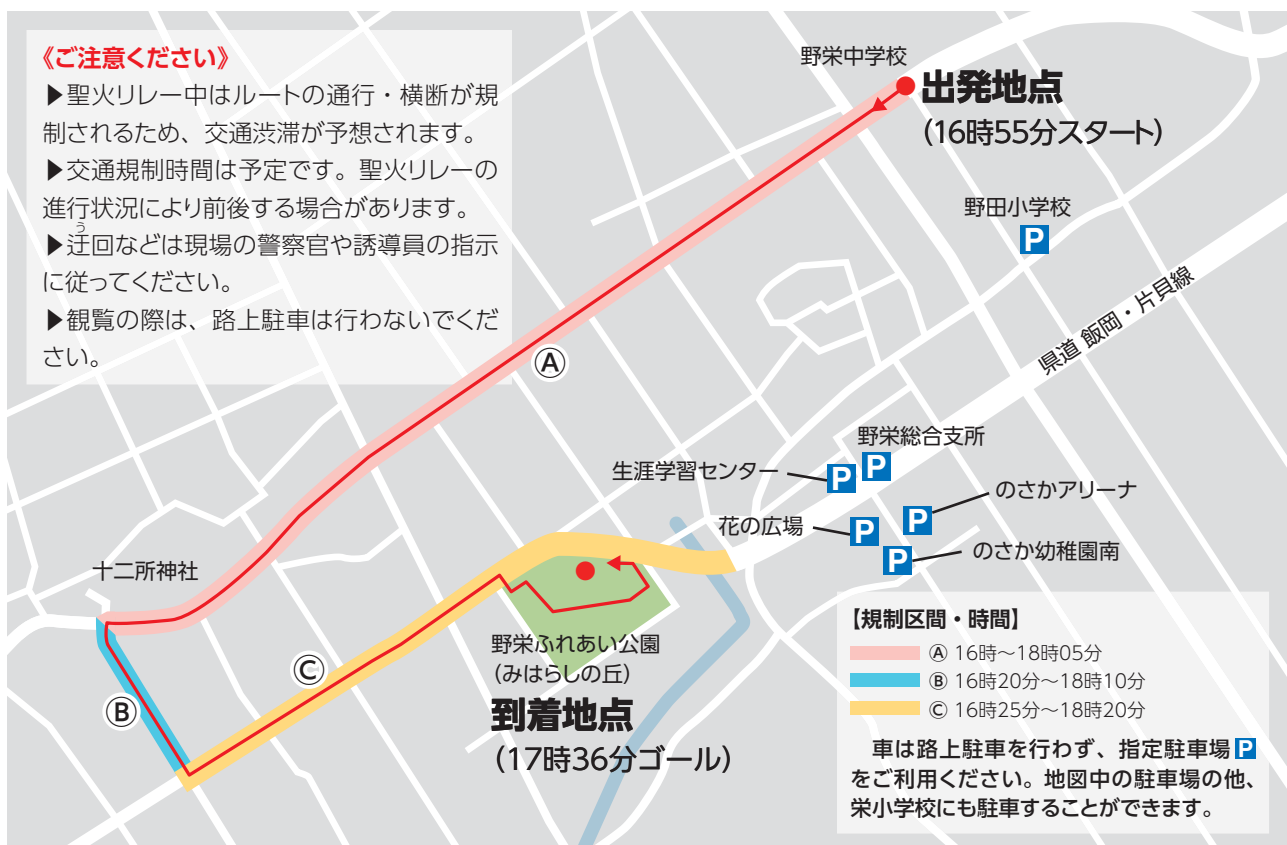 《ご注意ください》
▶聖火リレー中はルートの通行・横断が規
制されるため、交通渋滞が予想されます。
▶交通規制時間は予定です。聖火リレーの
進行状況により前後する場合があります。
う
▶迂回などは現場の警察官や誘導員の指示
に従ってください。
▶観覧の際は、路上駐車は行わないでくだ
さい。
野栄中学校
出発地点
(16時55分スタート)
野田小学校
P
県道 飯岡・片貝線
Ⓐ
野栄総合支所
P
生涯学習センター
P
のさかアリーナ
P
花の広場
P
のさか幼稚園南
P
十二所神社
Ⓑ
Ⓒ
野栄ふれあい公園
(みはらしの丘)
到着地点
(17時36分ゴール)
【規制区間・時間】
Ⓐ 16時〜18時05分
Ⓑ 16時20分〜18時10分
Ⓒ 16時25分〜18時20分
車は路上駐車を行わず、指定駐車場P
をご利用ください。地図中の駐車場の他、
栄小学校にも駐車することができます。